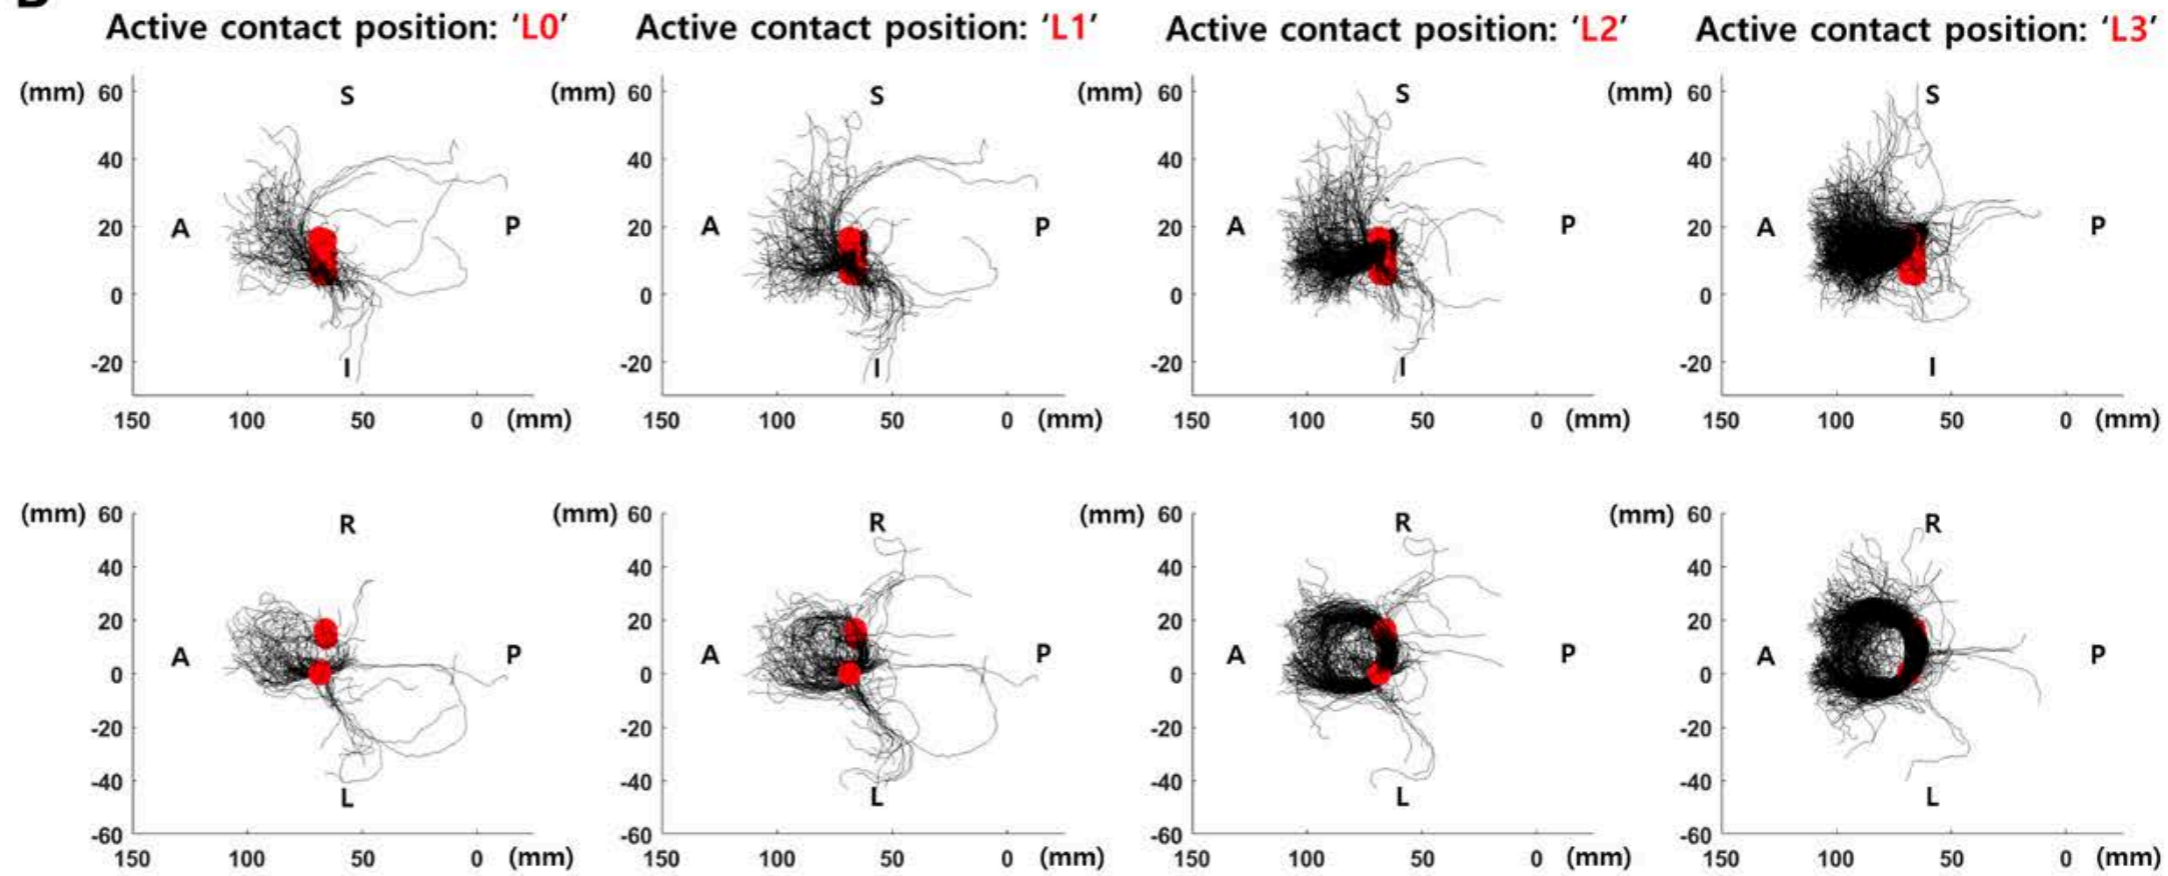 Active contact position: 'L0' Active contact position: 'L1' Active contact position: 'L2' Active contact position: 'L3'
(mm) 60 S (mm) 60 S (mm) 60 S (mm) 60 S
40 40 40 40
20 A P 20 A P 20 A P 20 A P
0 0 0 0
-20 I -20 I -20 I -20 I
150 100 50 0 (mm) 150 100 50 0 (mm) 150 100 50 0 (mm) 150 100 50 0 (mm)
(mm) 60 R (mm) 60 R (mm) 60 R (mm) 60 R
40 40 40 40
20 20 20 20
A P A P A P A P
0 0 0 0
-20 -20 -20 -20
-40 L -40 L -40 L -40 L
-60 -60 -60 -60
150 100 50 0 (mm) 150 100 50 0 (mm) 150 100 50 0 (mm) 150 100 50 0 (mm)